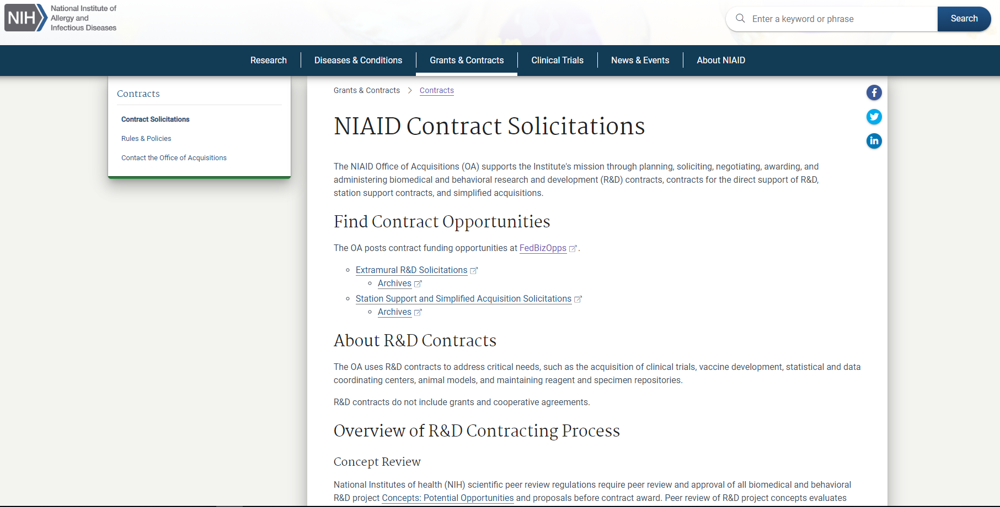 NIH
National Institute of
Allergy and
Infectious Diseases
Enter a keyword or phrase
Search
Research
Diseases & Conditions
Grants & Contracts
Clinical Trials
News & Events
About NIAID
Contracts
Contract Solicitations
Rules & Policies
Contact the Office of Acquisitions
Grants & Contracts > Contracts
NIAID Contract Solicitations
The NIAID Office of Acquisitions (OA) supports the Institute's mission through planning, soliciting, negotiating, awarding, and
administering biomedical and behavioral research and development (R&D) contracts, contracts for the direct support of R&D,
station support contracts, and simplified acquisitions.
Find Contract Opportunities
The OA posts contract funding opportunities at FedBizOpps.
Extramural R&D Solicitations
Archives
Station Support and Simplified Acquisition Solicitations
Archives
About R&D Contracts
The OA uses R&D contracts to address critical needs, such as the acquisition of clinical trials, vaccine development, statistical and data
coordinating centers, animal models, and maintaining reagent and specimen repositories.
R&D contracts do not include grants and cooperative agreements.
Overview of R&D Contracting Process
Concept Review
National Institutes of health (NIH) scientific peer review regulations require peer review and approval of all biomedical and behavioral
R&D project Concepts: Potential Opportunities and proposals before contract award. Peer review of R&D project concepts evaluates